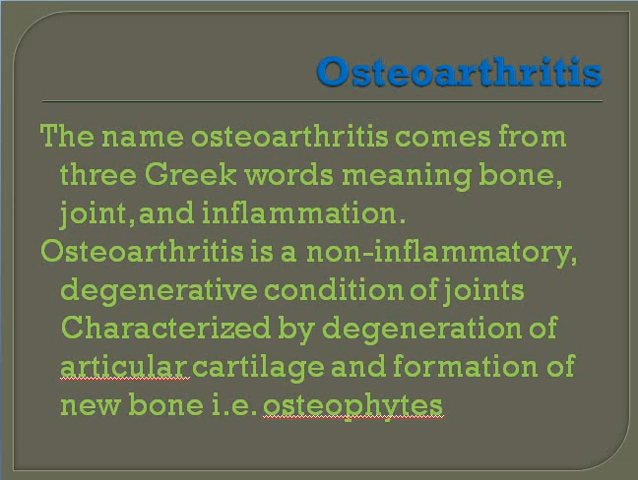 Osteoarthritis
The name osteoarthritis comes from
three Greek words meaning bone,
joint, and inflammation.
Osteoarthritis is a non-inflammatory,
degenerative condition of joints
Characterized by degeneration of
articular cartilage and formation of
new bone i.e. osteophytes